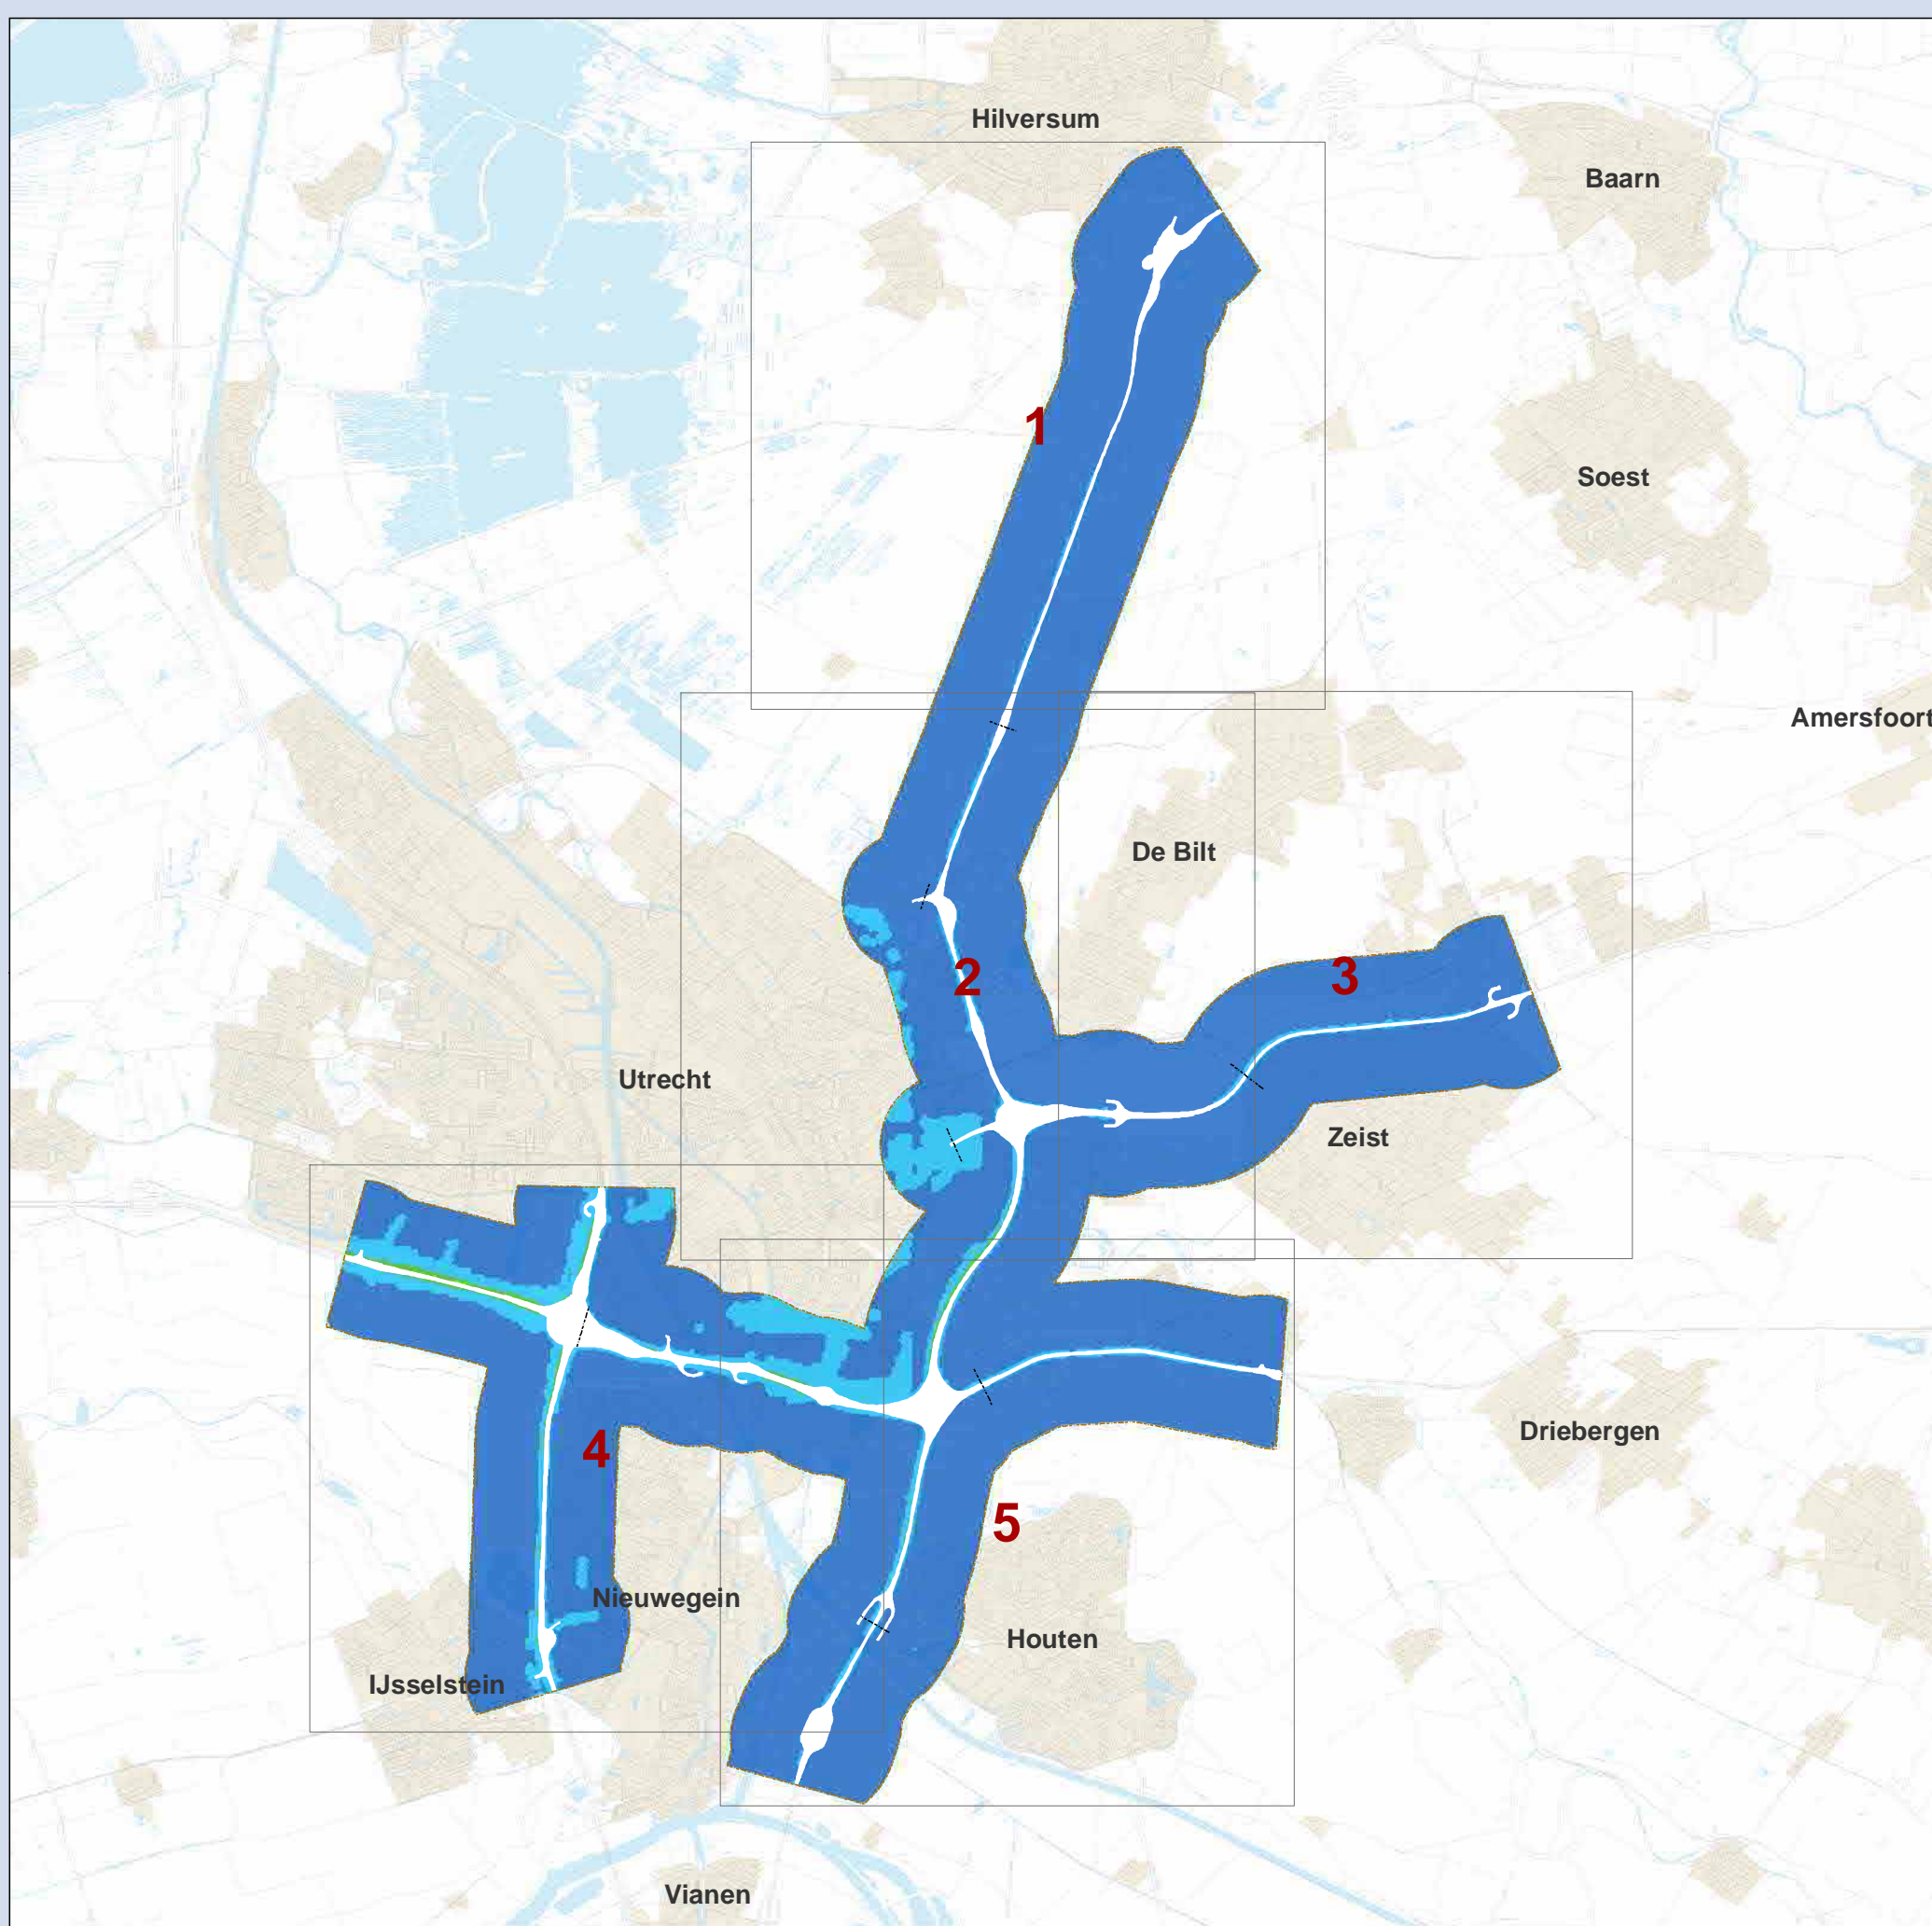 Hilversum
Baarn
1
Soest
Amersfoort
De Bilt
2
3
Utrecht
Zeist
4
Driebergen
5
Nieuwegein
Houten
IJsselstein
Vianen